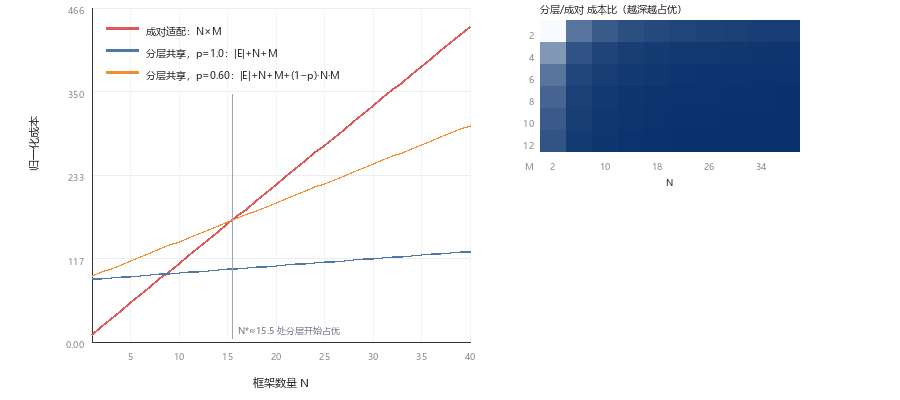 466
350
233
117
0.00
归一化成本
成对适配：N×M
分层共享，p=1.0：|E|+N+M
分层共享，p=0.60：|E|+N+M+(1−p)·N·M
N*≈15.5 处分层开始占优
5 10 15 20 25 30 35 40
框架数量 N
分层/成对 成本比（越深越占优）
2
4
6
8
10
12
M 2 10 18 26 34
N